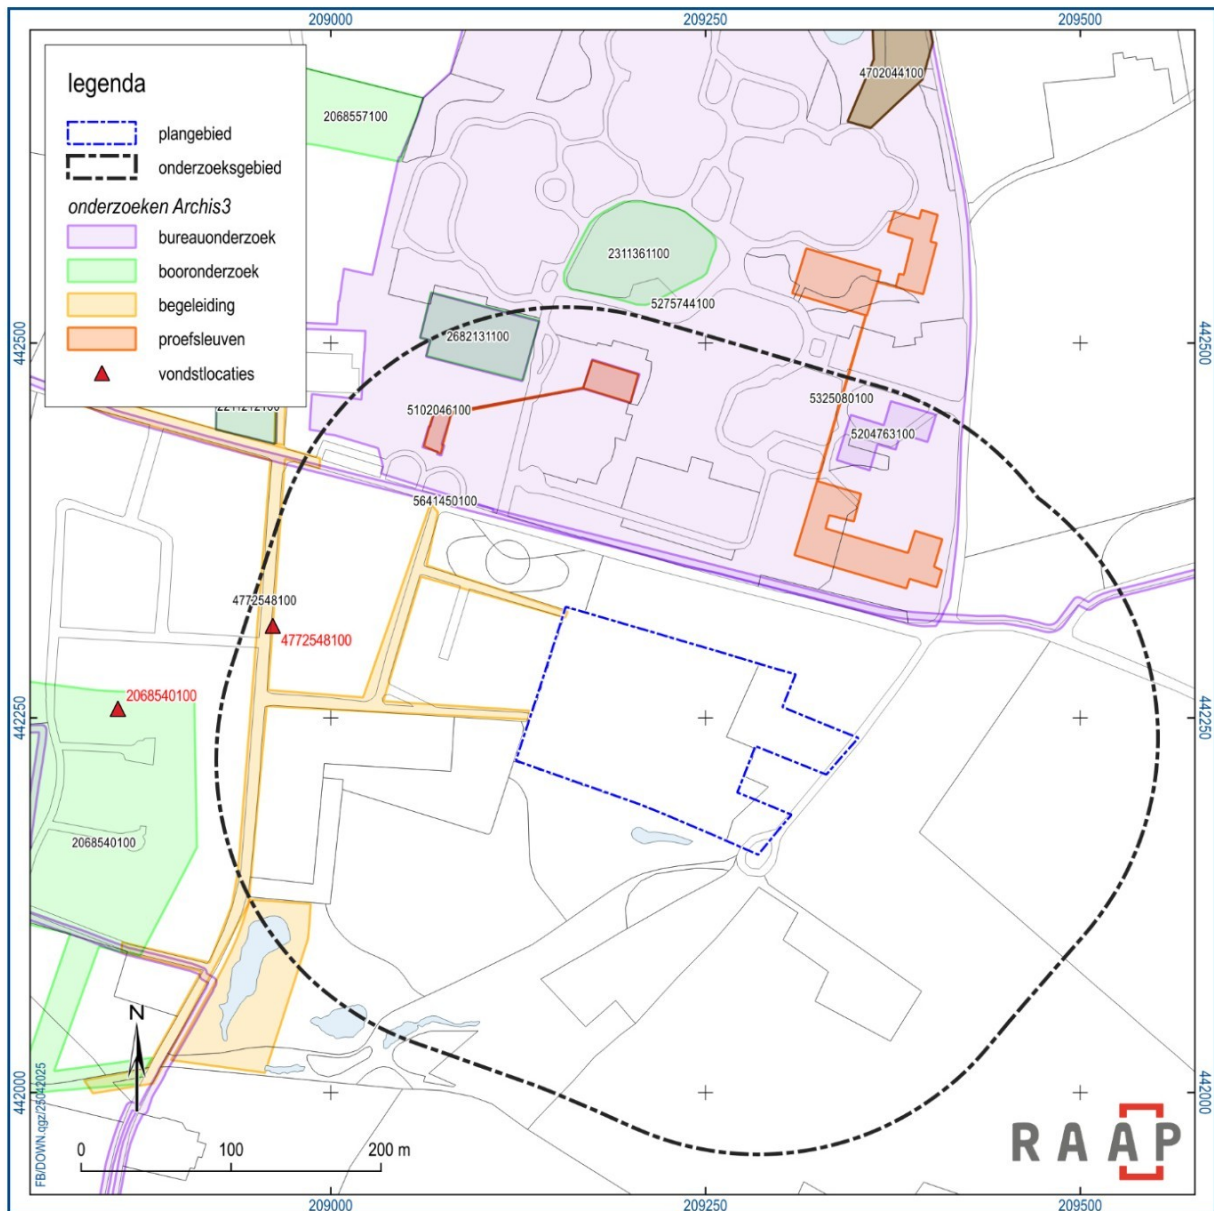 209000
209250
209500
legenda
plangebied
onderzoeksgebied
onderzoeken Archis3
bureauonderzoek
booronderzoek
begeleiding
proefsleuven
vondstlocaties
4702044100
2068557100
2311361100
5275744100
442500
2682131100
442500
5325080100
5102046100
5204763100
5641450100
4772548100
4772548100
2068540100
442250
442250
2068540100
N
442000
442000
FB/DOWN.qgz/25042025
0 100 200 m
RAAP
209000
209250
209500